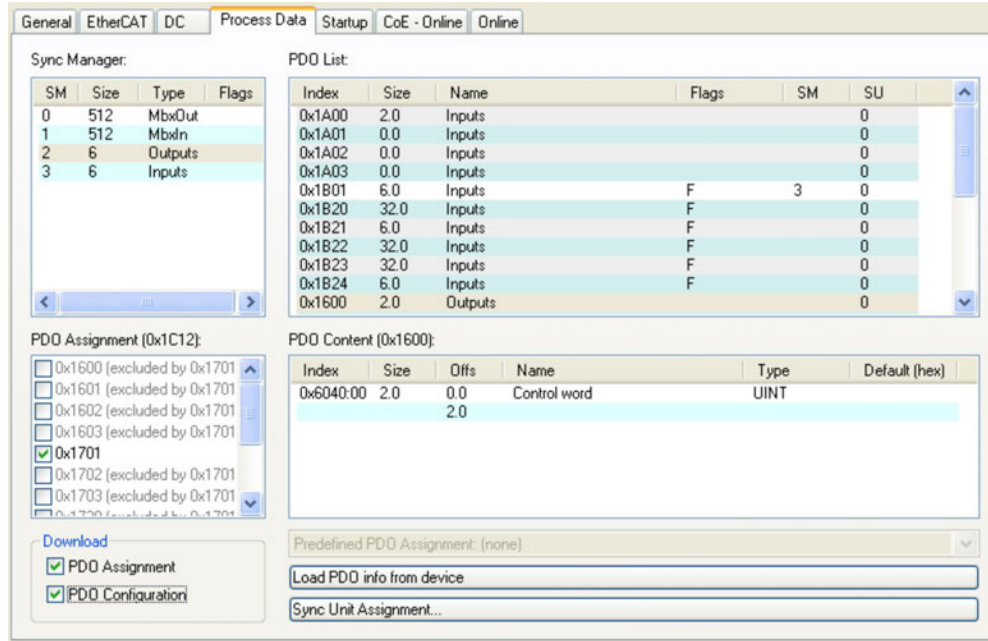 General EtherCAT DC Process Data Startup CoE - Online Online
Sync Manager:
SM Size Type Flags
0 512 MbxOut
1 512 MbxIn
2 6 Outputs
3 6 Inputs
PDO List:
Index Size Name Flags SM SU
0x1A00 2.0 Inputs 0
0x1A01 0.0 Inputs 0
0x1A02 0.0 Inputs 0
0x1A03 0.0 Inputs 0
0x1B01 6.0 Inputs F 3 0
0x1B20 32.0 Inputs F 0
0x1B21 6.0 Inputs F 0
0x1B22 32.0 Inputs F 0
0x1B23 32.0 Inputs F 0
0x1B24 6.0 Inputs F 0
0x1600 2.0 Outputs 0
PDO Assignment (0x1C12):
0x1600 (excluded by 0x1701
0x1601 (excluded by 0x1701
0x1602 (excluded by 0x1701
0x1603 (excluded by 0x1701
0x1701
0x1702 (excluded by 0x1701
0x1703 (excluded by 0x1701
PDO Content (0x1600):
Index Size Offs Name Type Default (hex)
0x6040:00 2.0 0.0 Control word UINT
2.0
Download
PDO Assignment
PDO Configuration
Predefined PDO Assignment: (none)
Load PDO info from device
Sync Unit Assignment...